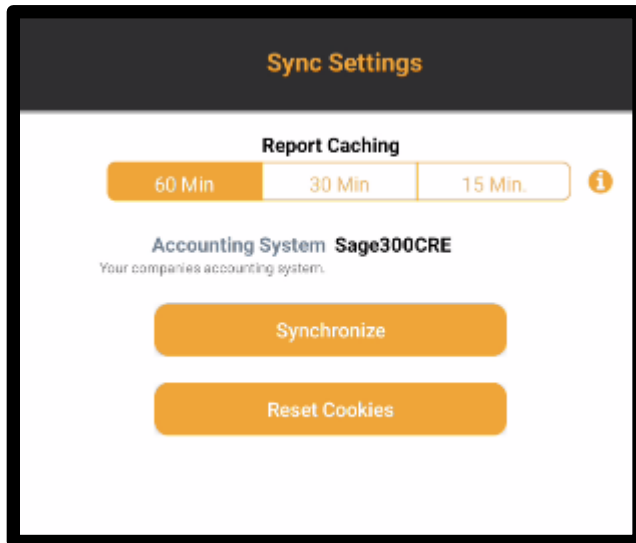 Sync Settings
Report Caching
60 Min 30 Min 15 Min.
Accounting System Sage300CRE
Your companies accounting system.
Synchronize
Reset Cookies